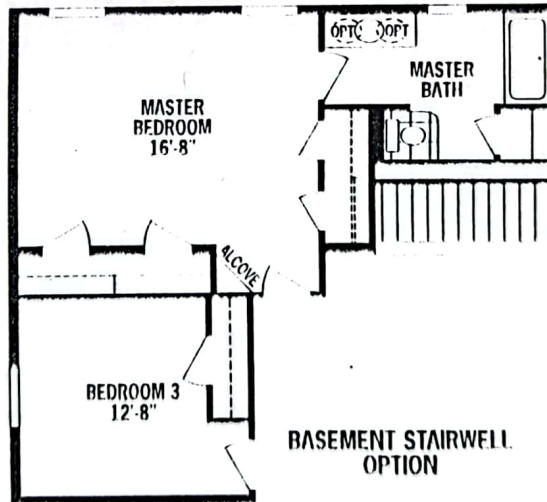 OPT OPT
MASTER
BATH
MASTER
BEDROOM
16'-8"
ALCOVE
BEDROOM 3
12'-8"
BASEMENT STAIRWELL
OPTION